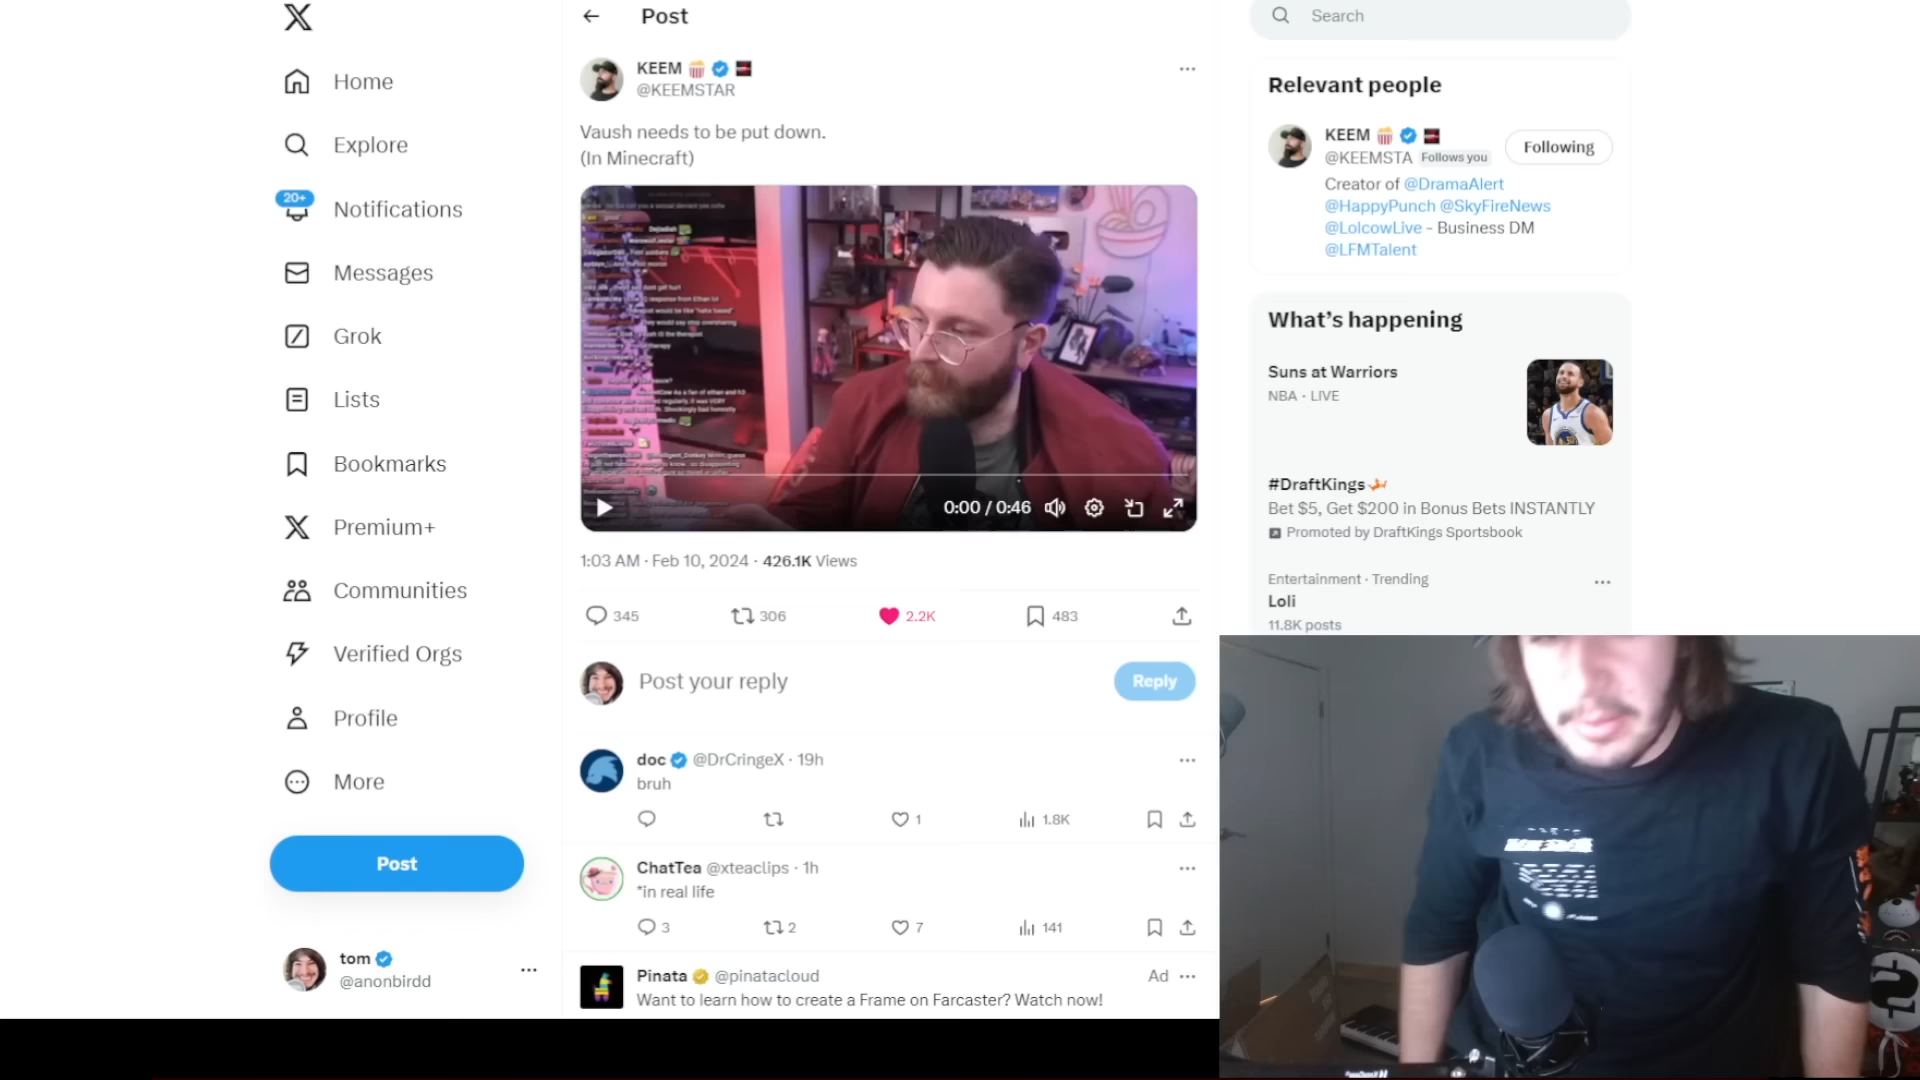 Home
Explore
20+
Notifications
Messages
Grok
Lists
Bookmarks
Premium+
Communities
Verified Orgs
Profile
More
Post
tom
@anonbirdd
Post
KEEM
@KEEMSTAR
Vaush needs to be put down.
(In Minecraft)
0:00 / 0:46
1:03 AM · Feb 10, 2024 · 426.1K Views
345
306
2.2K
483
Post your reply
Reply
doc @DrCringeX · 19h
bruh
1
1.8K
ChatTea @xteaclips · 1h
*in real life
3
2
7
141
Pinata @pinatacloud
Ad
Want to learn how to create a Frame on Farcaster? Watch now!
Search
Relevant people
KEEM
@KEEMSTA Follows you
Following
Creator of @DramaAlert
@HappyPunch @SkyFireNews
@LolcowLive - Business DM
@LFMTalent
What's happening
Suns at Warriors
NBA · LIVE
#DraftKings
Bet $5, Get $200 in Bonus Bets INSTANTLY
Promoted by DraftKings Sportsbook
Entertainment · Trending
Loli
11.8K posts